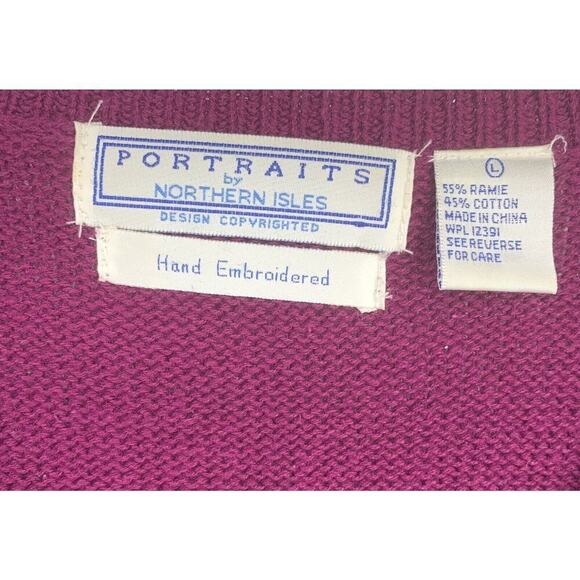 PORTRAITS
by
NORTHERN ISLES
DESIGN COPYRIGHTED
Hand Embroidered
L
55% RAMIE
45% COTTON
MADE IN CHINA
WPL 12391
SEE REVERSE
FOR CARE